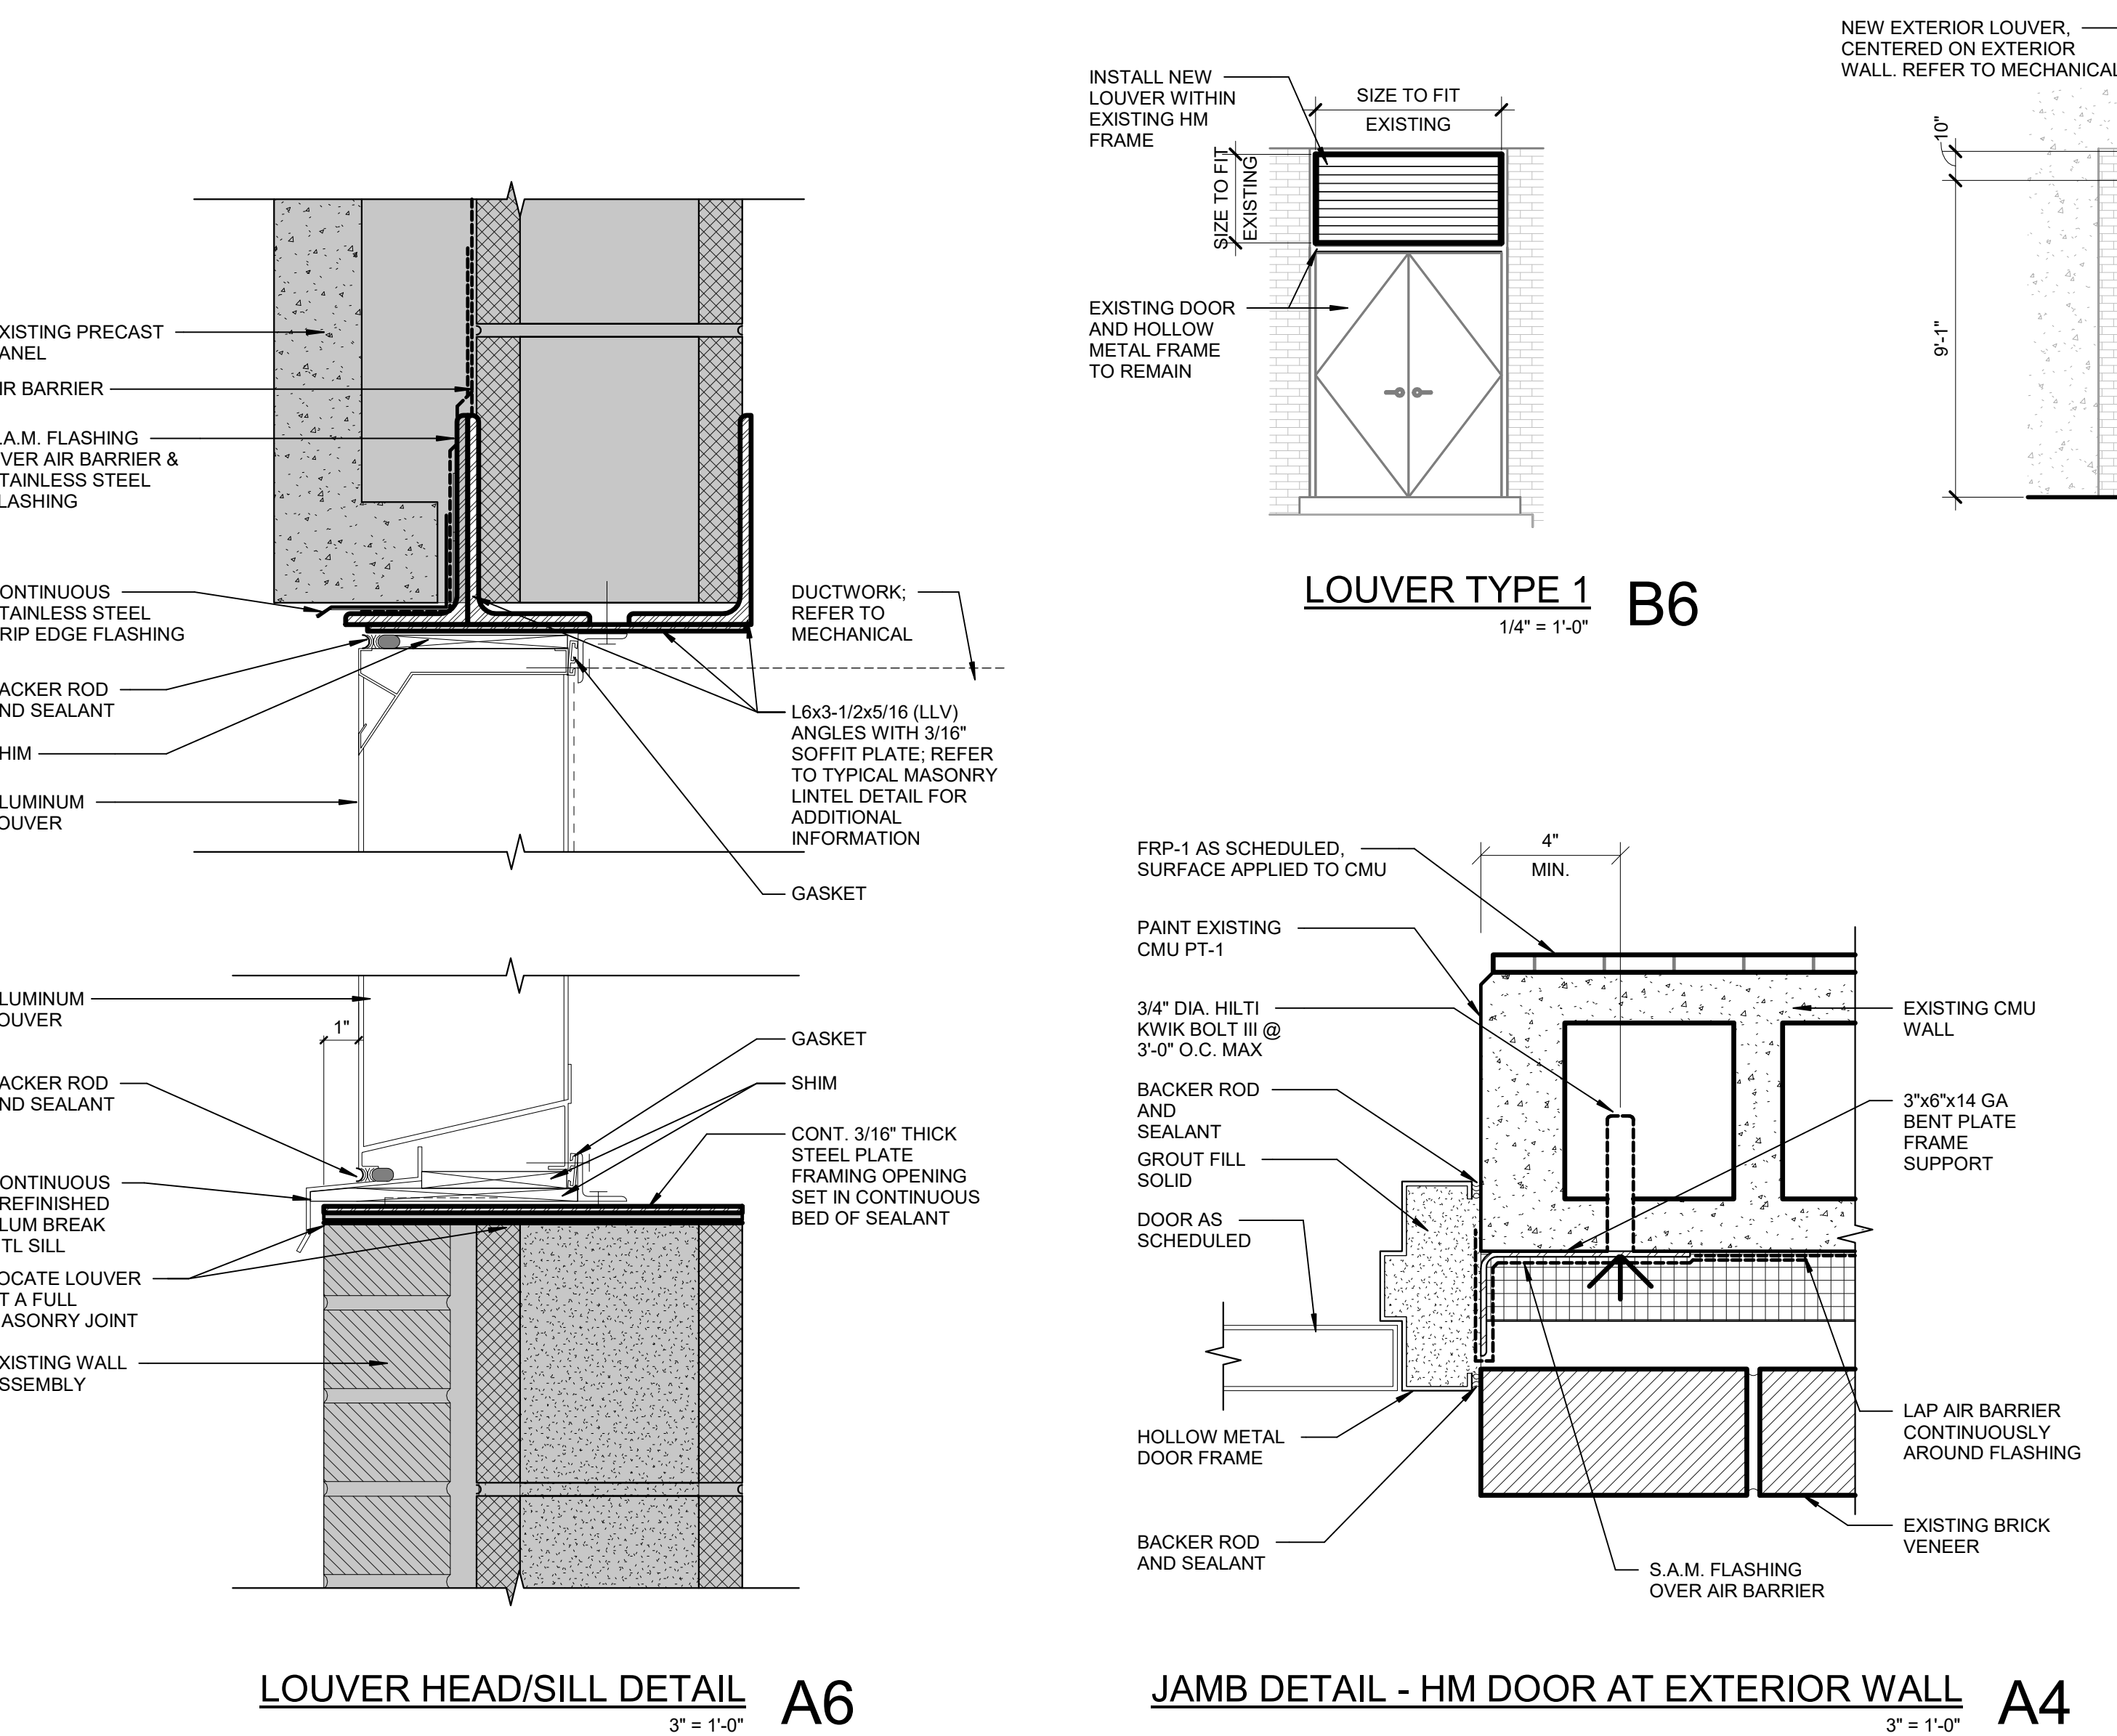 XISTING PRECAST
ANEL
IR BARRIER
.A.M. FLASHING
VER AIR BARRIER &
TAINLESS STEEL
LASHING
ONTINUOUS
TAINLESS STEEL
RIP EDGE FLASHING
ACKER ROD
ND SEALANT
HIM
LUMINUM
OUVER
DUCTWORK;
REFER TO
MECHANICAL
L6x3-1/2x5/16 (LLV)
ANGLES WITH 3/16"
SOFFIT PLATE; REFER
TO TYPICAL MASONRY
LINTEL DETAIL FOR
ADDITIONAL
INFORMATION
GASKET
LUMINUM
OUVER
1"
ACKER ROD
ND SEALANT
ONTINUOUS
REFINISHED
LUM BREAK
TL SILL
OCATE LOUVER
T A FULL
ASONRY JOINT
XISTING WALL
SSEMBLY
GASKET
SHIM
CONT. 3/16" THICK
STEEL PLATE
FRAMING OPENING
SET IN CONTINUOUS
BED OF SEALANT
LOUVER HEAD/SILL DETAIL
A6
3" = 1'-0"
INSTALL NEW
LOUVER WITHIN
EXISTING HM
FRAME
SIZE TO FIT
EXISTING
SIZE TO FIT
EXISTING
EXISTING DOOR
AND HOLLOW
METAL FRAME
TO REMAIN
LOUVER TYPE 1
B6
1/4" = 1'-0"
NEW EXTERIOR LOUVER,
CENTERED ON EXTERIOR
WALL. REFER TO MECHANICAL
10"
9'-1"
FRP-1 AS SCHEDULED,
SURFACE APPLIED TO CMU
4"
MIN.
PAINT EXISTING
CMU PT-1
3/4" DIA. HILTI
KWIK BOLT III @
3'-0" O.C. MAX
BACKER ROD
AND
SEALANT
GROUT FILL
SOLID
DOOR AS
SCHEDULED
HOLLOW METAL
DOOR FRAME
BACKER ROD
AND SEALANT
EXISTING CMU
WALL
3"x6"x14 GA
BENT PLATE
FRAME
SUPPORT
LAP AIR BARRIER
CONTINUOUSLY
AROUND FLASHING
EXISTING BRICK
VENEER
S.A.M. FLASHING
OVER AIR BARRIER
JAMB DETAIL - HM DOOR AT EXTERIOR WALL
A4
3" = 1'-0"